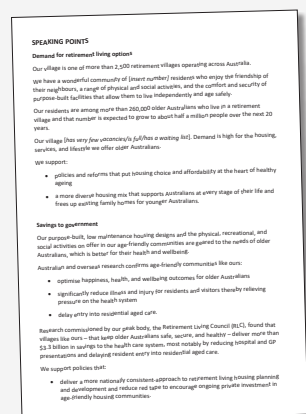 SPEAKING POINTS
Demand for retirement living options
Our village is one of more than 2,500 retirement villages operating across Australia.
We have a wonderful community of [insert number] residents who enjoy the friendship of
their neighbours, a range of physical and social activities, and the comfort and security of
purpose-built facilities that allow them to live independently and age safely.
Our residents are among more than 260,000 older Australians who live in a retirement
village and that number is expected to grow to about half a million people over the next 20
years.
Our village [has very few vacancies/is full/has a waiting list]. Demand is high for the housing,
services, and lifestyle we offer older Australians.
We support:
• policies and reforms that put housing choice and affordability at the heart of healthy
ageing
• a more diverse housing mix that supports Australians at every stage of their life and
frees up existing family homes for younger Australians.
Savings to government
Our purpose-built, low maintenance housing designs and the physical, recreational, and
social activities on offer in our age-friendly communities are geared to the needs of older
Australians, which is better for their health and wellbeing.
Australian and overseas research confirms age-friendly communities like ours:
• optimise happiness, health, and wellbeing outcomes for older Australians
• significantly reduce illness and injury for residents and visitors thereby relieving
pressure on the health system
• delay entry into residential aged care.
Research commissioned by our peak body, the Retirement Living Council (RLC), found that
villages like ours – that keep older Australians safe, secure, and healthy – deliver more than
$3.3 billion in savings to the health care system, most notably by reducing hospital and GP
presentations and delaying resident entry into residential aged care.
We support policies that:
• deliver a more nationally consistent approach to retirement living housing planning
and development and reduce red tape to encourage ongoing private investment in
age-friendly housing communities.